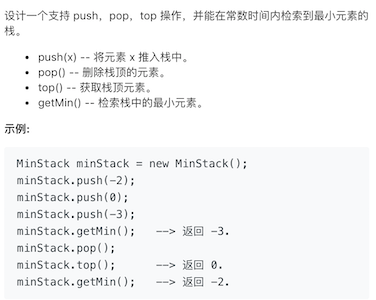 设计一个支持 push，pop，top 操作，并能在常数时间内检索到最小元素的
栈。
• push(x) -- 将元素 x 推入栈中。
• pop() -- 删除栈顶的元素。
• top() -- 获取栈顶元素。
• getMin() -- 检索栈中的最小元素。
示例:
MinStack minStack = new MinStack();
minStack.push(-2);
minStack.push(0);
minStack.push(-3);
minStack.getMin();   --> 返回 -3.
minStack.pop();
minStack.top();      --> 返回 0.
minStack.getMin();   --> 返回 -2.